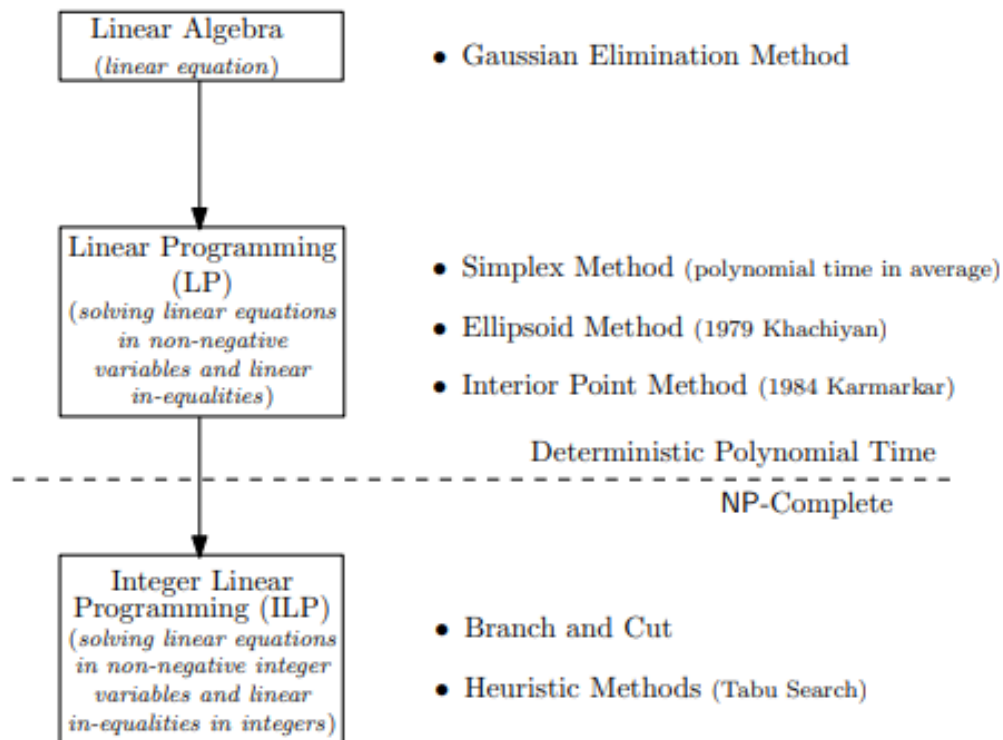 Linear Algebra
(linear equation)
• Gaussian Elimination Method
Linear Programming
(LP)
(solving linear equations
in non-negative
variables and linear
in-equalities)
• Simplex Method (polynomial time in average)
• Ellipsoid Method (1979 Khachiyan)
• Interior Point Method (1984 Karmarkar)
Deterministic Polynomial Time
NP-Complete
Integer Linear
Programming (ILP)
(solving linear equations
in non-negative integer
variables and linear
in-equalities in integers)
• Branch and Cut
• Heuristic Methods (Tabu Search)